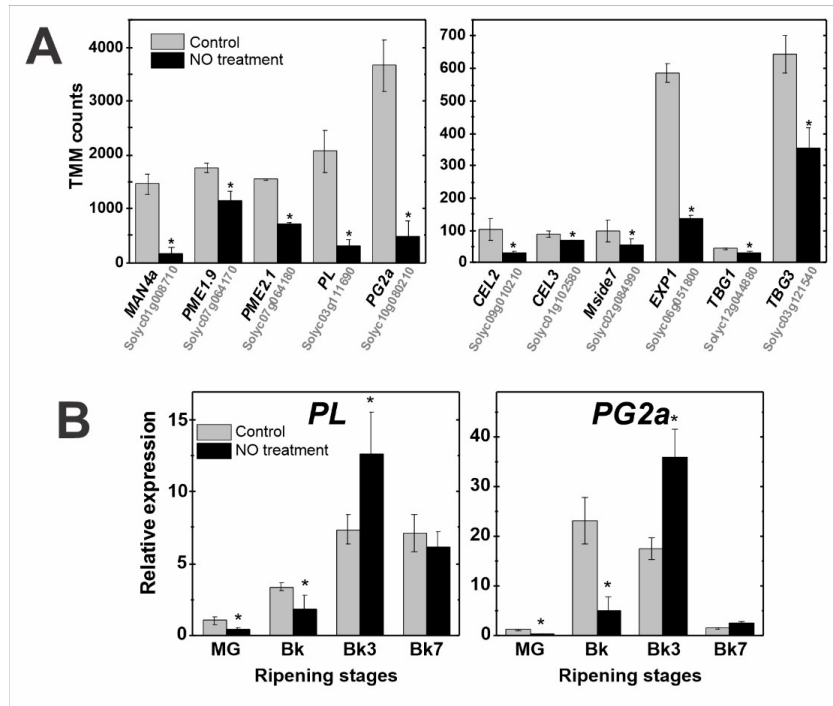 A
Control
NO treatment
TMM counts
4000
3000
2000
1000
0
*
*
*
*
*
MAN4a
Solyc01g008710
PME1.9
Solyc07g064170
PME2.1
Solyc07g064180
PL
Solyc03g111690
PG2a
Solyc10g080210
700
600
500
400
300
200
100
0
*
*
*
*
*
*
CEL2
Solyc09g010210
CEL3
Solyc01g102580
Mside7
Solyc02g084990
EXP1
Solyc06g051800
TBG1
Solyc12g044880
TBG3
Solyc03g121540
B
PL
Control
NO treatment
Relative expression
15
10
5
0
*
*
*
MG Bk Bk3 Bk7
Ripening stages
PG2a
40
30
20
10
0
*
*
*
MG Bk Bk3 Bk7
Ripening stages